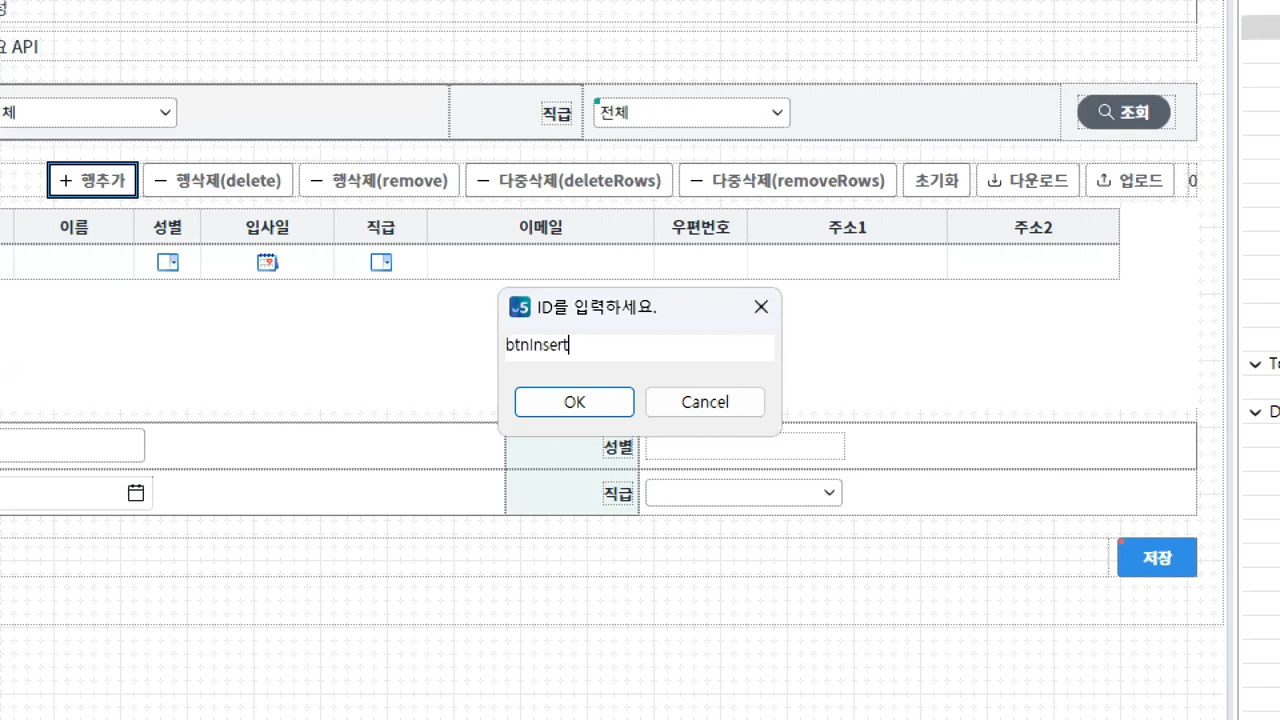 API
체
직급
전체
조회
행추가
행삭제(delete)
행삭제(remove)
다중삭제(deleteRows)
다중삭제(removeRows)
초기화
다운로드
업로드
0
이름
성별
입사일
직급
이메일
우편번호
주소1
주소2
ID를 입력하세요.
btnInsert
OK
Cancel
성별
직급
저장